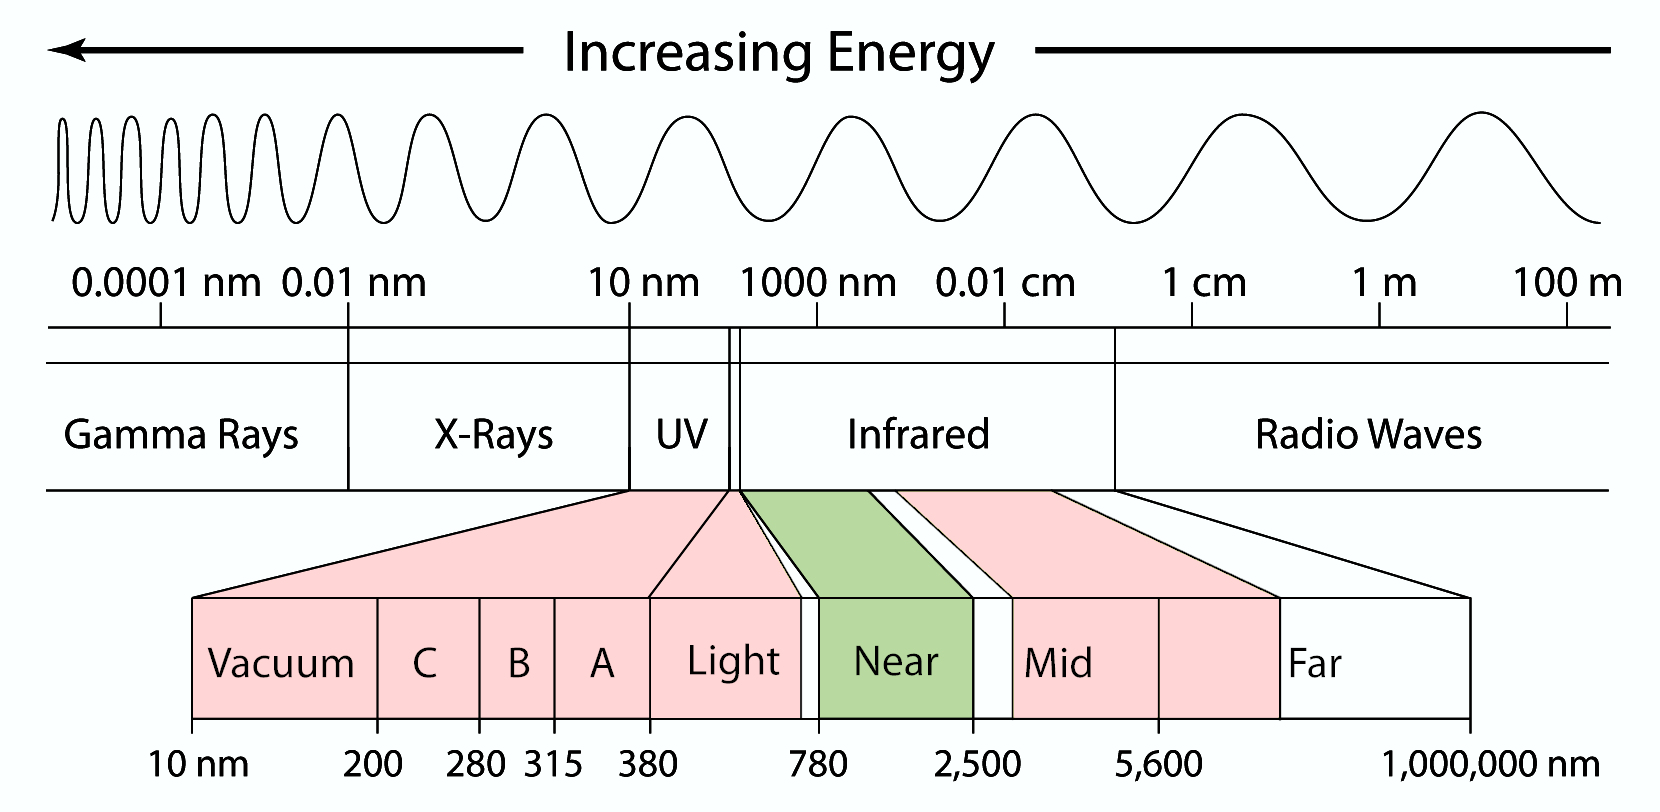 Increasing Energy
0.0001 nm 0.01 nm 10 nm 1000 nm 0.01 cm 1 cm 1 m 100 m
Gamma Rays X-Rays UV Infrared Radio Waves
Vacuum C B A Light Near Mid Far
10 nm 200 280 315 380 780 2,500 5,600 1,000,000 nm